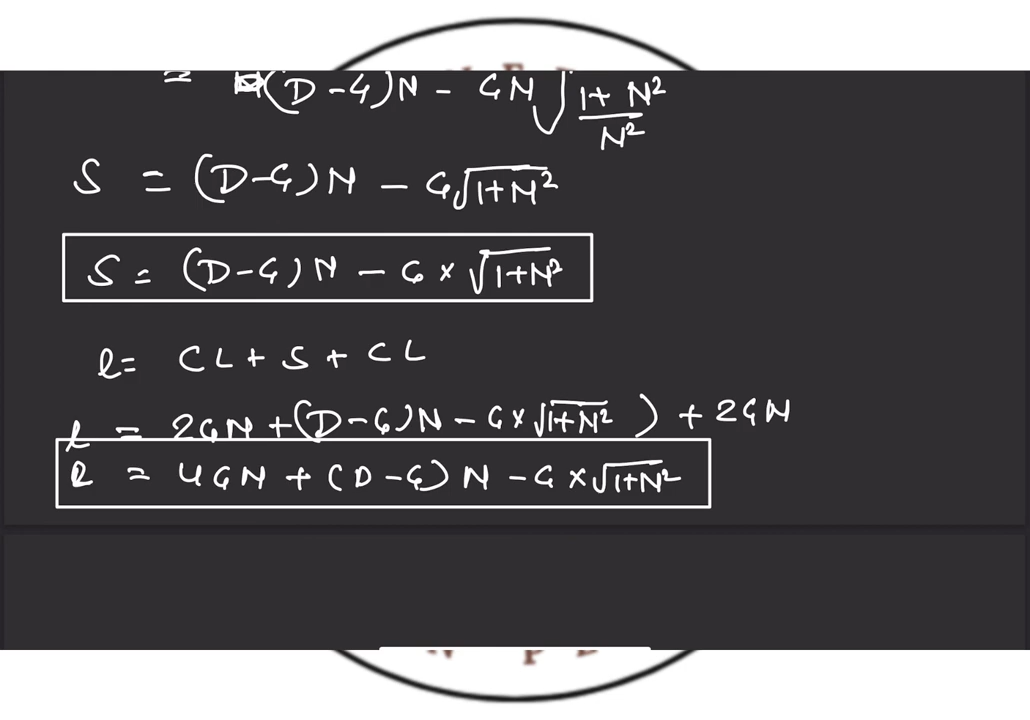 = (D-G)N - GN√(1+N²/N²)
S = (D-G)N - G√1+N²
S = (D-G)N - G × √1+N²
l = CL + S + CL
l = 2GN + (D-G)N - G × √1+N² ) + 2GN
l = 4GN + (D-G) N - G × √1+N²